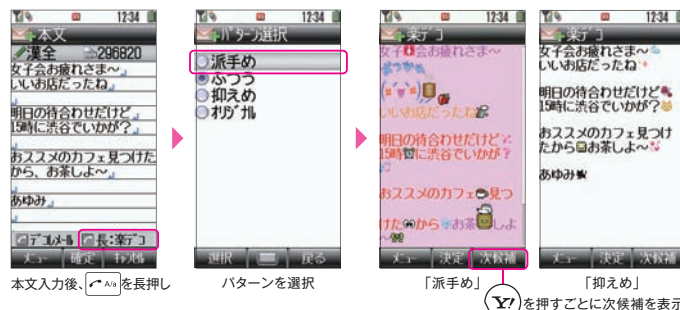 12:34
本文
漢全 296820
女子会お疲れさま~
いいお店だったね
明日の待合わせだけど
15時に渋谷でいかが?
おススメのカフェ見つけた
から、お茶しよ~
あゆみ
デコレメール 長:楽デコ
メニュー 確定 キャンセル
本文入力後、 A/a を長押し
12:34
パターン選択
派手め
ふつう
抑えめ
オリジナル
選択 戻る
パターンを選択
12:34
楽デコ
女子会お疲れさま~
いいお店だったね
明日の待合わせだけど
15時に渋谷でいかが?
おススメのカフェ見つ
けたからお茶しよ
~
メニュー 決定 次候補
「派手め」
12:34
楽デコ
女子会お疲れさま~
いいお店だったね
明日の待合わせだけど
15時に渋谷でいかが?
おススメのカフェ見つけ
たからお茶しよ~
あゆみ
メニュー 決定 次候補
「抑えめ」
Y! を押すごとに次候補を表示